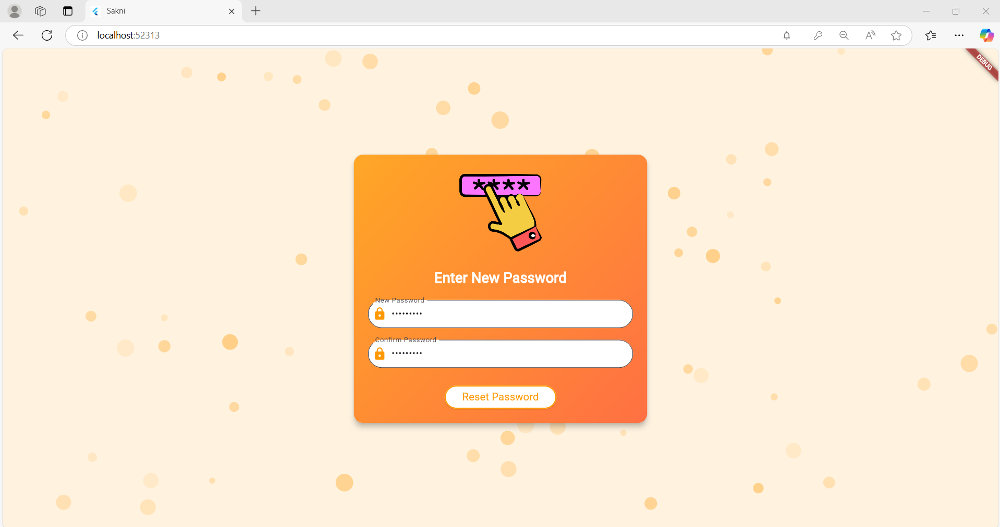 Sakni
localhost:52313
DEBUG
****
Enter New Password
New Password
•••••••••
Confirm Password
•••••••••
Reset Password